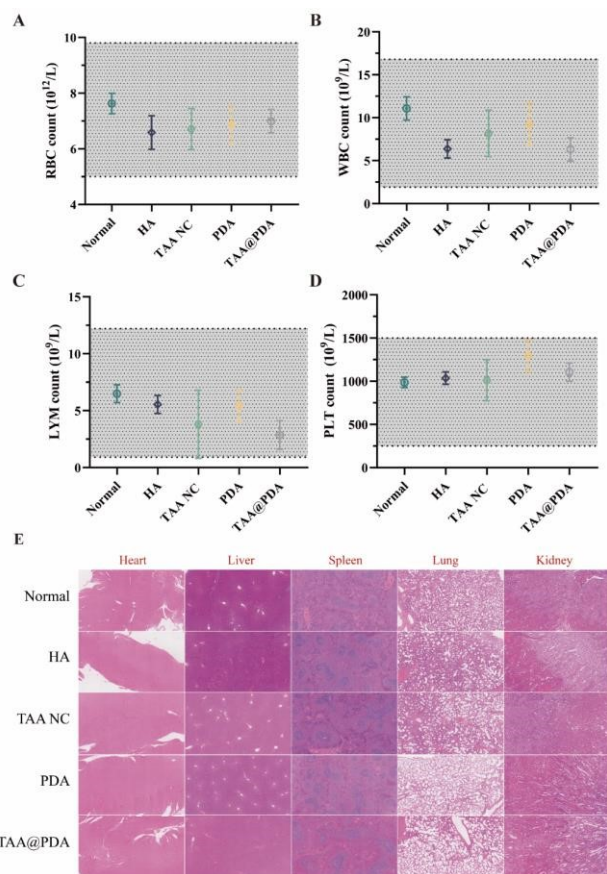 A
RBC count (10¹²/L)
10
8
6
4
Normal
HA
TAA NC
PDA
TAA@PDA
B
WBC count (10⁹/L)
20
15
10
5
0
Normal
HA
TAA NC
PDA
TAA@PDA
C
LYM count (10⁹/L)
15
10
5
0
Normal
HA
TAA NC
PDA
TAA@PDA
D
PLT count (10⁹/L)
2000
1500
1000
500
0
Normal
HA
TAA NC
PDA
TAA@PDA
E
Heart Liver Spleen Lung Kidney
Normal
HA
TAA NC
PDA
TAA@PDA